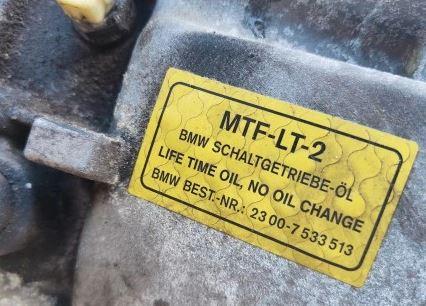 MTF-LT-2
BMW SCHALTGETRIEBE-ÖL
LIFE TIME OIL, NO OIL CHANGE
BMW BEST.-NR.: 23 00-7 533 513